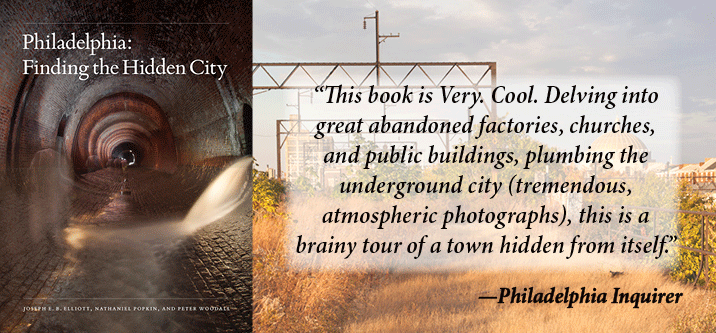 Philadelphia:
Finding the Hidden City
JOSEPH E. B. ELLIOTT, NATHANIEL POPKIN, AND PETER WOODALL
“This book is Very. Cool. Delving into
great abandoned factories, churches,
and public buildings, plumbing the
underground city (tremendous,
atmospheric photographs), this is a
brainy tour of a town hidden from itself.”
—Philadelphia Inquirer